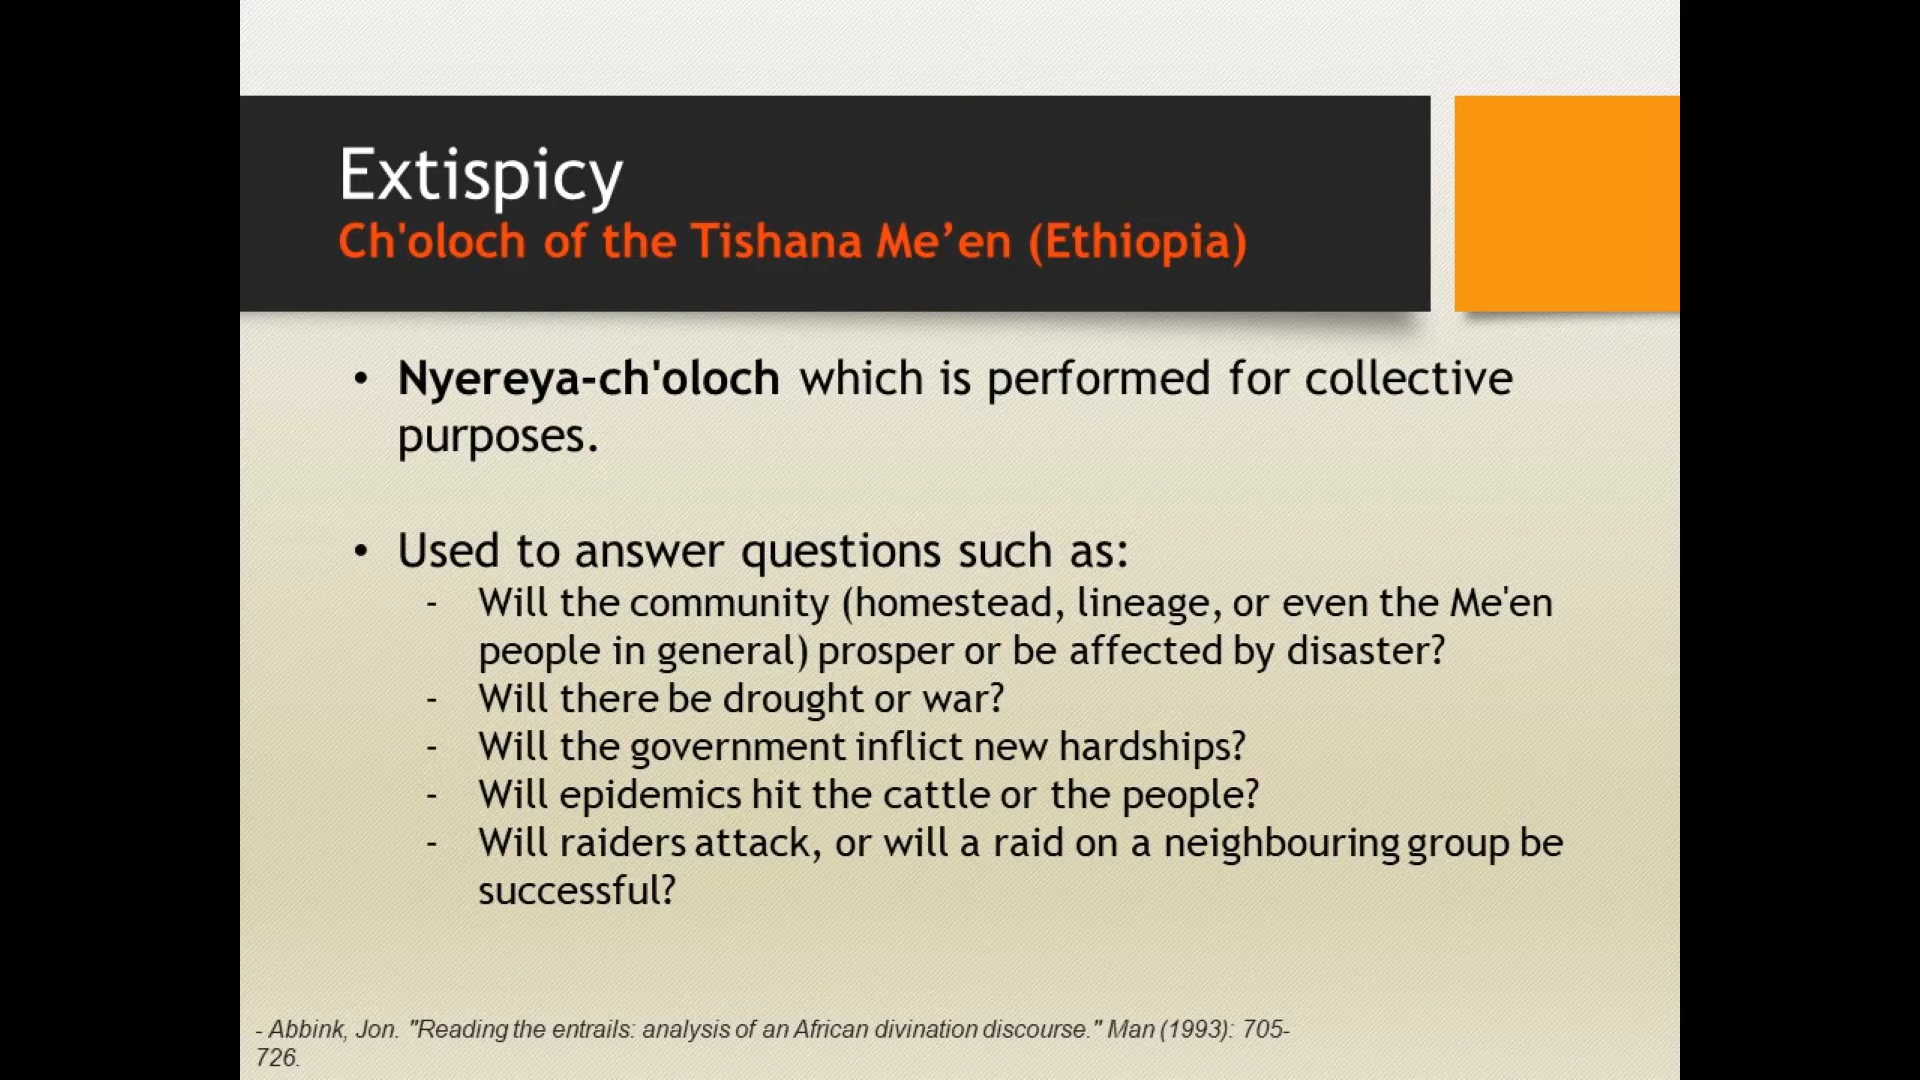 Extispicy
Ch'oloch of the Tishana Me’en (Ethiopia)
• Nyereya-ch'oloch which is performed for collective
purposes.
• Used to answer questions such as:
- Will the community (homestead, lineage, or even the Me'en
people in general) prosper or be affected by disaster?
- Will there be drought or war?
- Will the government inflict new hardships?
- Will epidemics hit the cattle or the people?
- Will raiders attack, or will a raid on a neighbouring group be
successful?
- Abbink, Jon. "Reading the entrails: analysis of an African divination discourse." Man (1993): 705-
726.